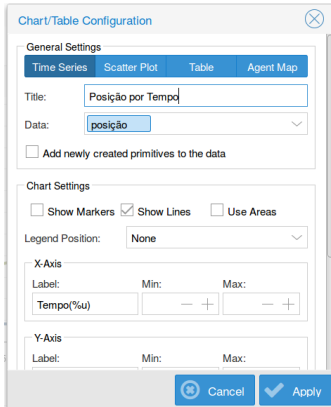 Chart/Table Configuration
General Settings
Time Series Scatter Plot Table Agent Map
Title: Posição por Tempo
Data: posição
Add newly created primitives to the data
Chart Settings
Show Markers Show Lines Use Areas
Legend Position: None
X-Axis
Label: Min: Max:
Tempo(%u)
Y-Axis
Label: Min: Max:
Cancel Apply